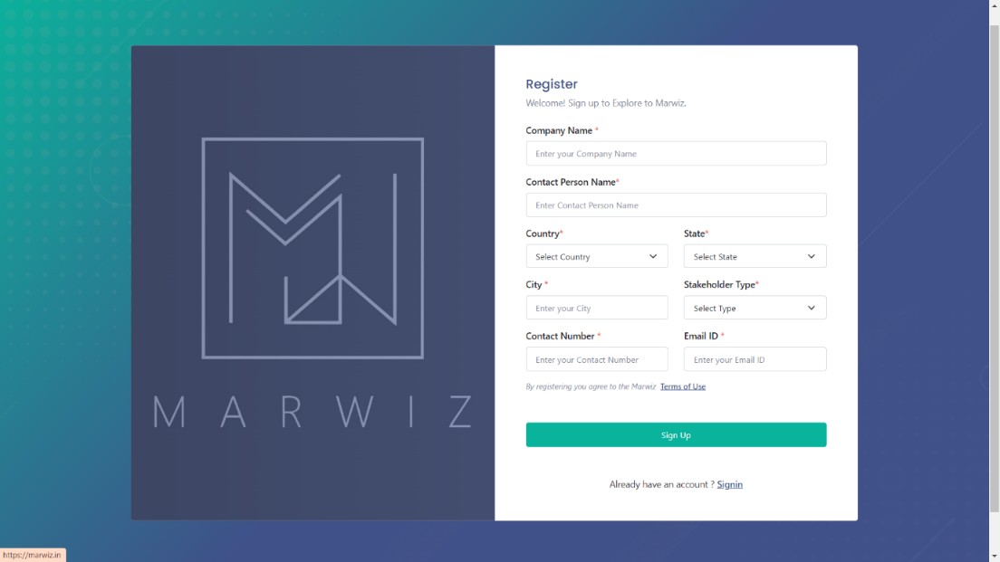 MARWIZ
Register
Welcome! Sign up to Explore to Marwiz.
Company Name *
Enter your Company Name
Contact Person Name*
Enter Contact Person Name
Country* State*
Select Country Select State
City * Stakeholder Type*
Enter your City Select Type
Contact Number * Email ID *
Enter your Contact Number Enter your Email ID
By registering you agree to the Marwiz Terms of Use
Sign Up
Already have an account ? Signin
https://marwiz.in